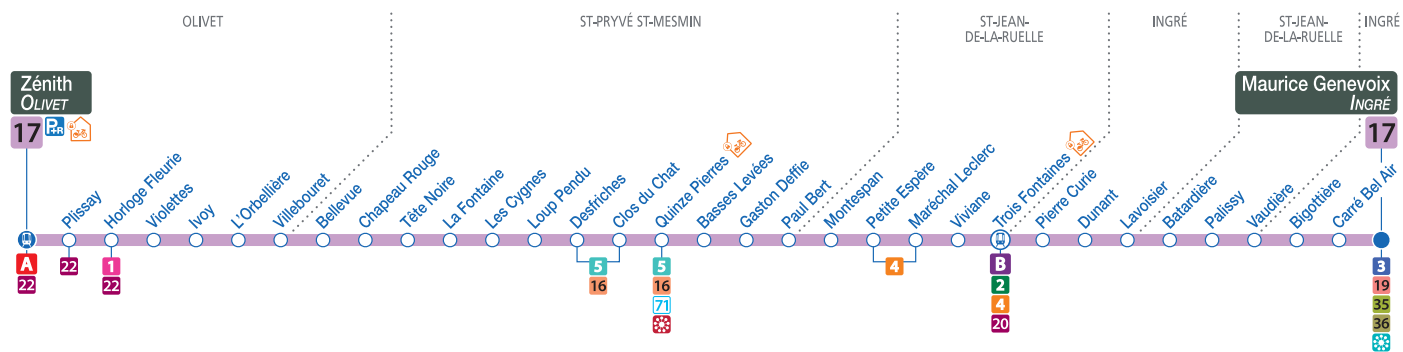 OLIVET
ST-PRYVÉ ST-MESMIN
ST-JEAN-
DE-LA-RUELLE
INGRÉ
ST-JEAN-
DE-LA-RUELLE
INGRÉ
Zénith
OLIVET
17
P+R
Maurice Genevoix
INGRÉ
17
Plissay
Horloge Fleurie
Violettes
Ivoy
L'Orbellière
Villebouret
Bellevue
Chapeau Rouge
Tête Noire
La Fontaine
Les Cygnes
Loup Pendu
Desfriches
Clos du Chat
Quinze Pierres
Basses Levées
Gaston Deffie
Paul Bert
Montespan
Petite Espère
Maréchal Leclerc
Viviane
Trois Fontaines
Pierre Curie
Dunant
Lavoisier
Batardière
Palissy
Vaudière
Bigottière
Carré Bel Air
A
22
22
1
22
5
16
5
16
71
4
B
2
4
20
3
19
35
36